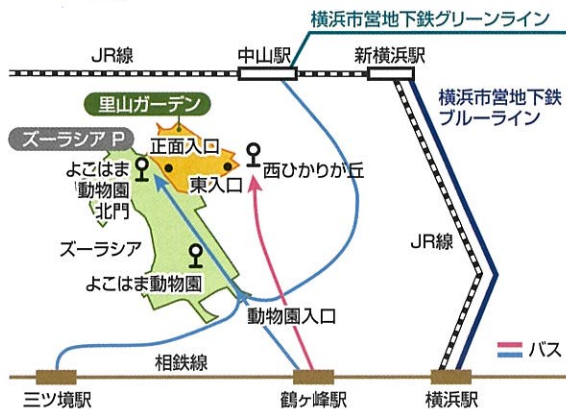 横浜市営地下鉄グリーンライン
JR線
中山駅
新横浜駅
里山ガーデン
ズーラシア P
正面入口
東入口
西ひかりが丘
よこはま
動物園
北門
横浜市営地下鉄
ブルーライン
ズーラシア
よこはま動物園
JR線
動物園入口
バス
相鉄線
三ツ境駅
鶴ヶ峰駅
横浜駅